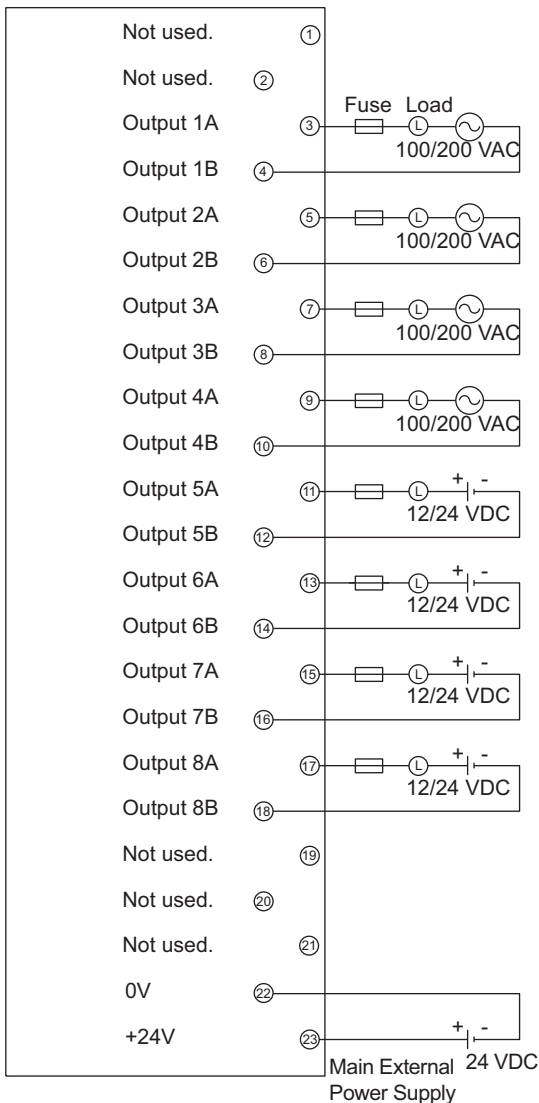 Not used. 1
Not used. 2
Fuse Load
Output 1A 3
100/200 VAC
Output 1B 4
Output 2A 5 L
100/200 VAC
Output 2B 6
Output 3A 7 L
100/200 VAC
Output 3B 8
Output 4A 9 L
100/200 VAC
Output 4B 10
Output 5A 11 L + -
12/24 VDC
Output 5B 12
Output 6A 13 L + -
12/24 VDC
Output 6B 14
Output 7A 15 L + -
12/24 VDC
Output 7B 16
Output 8A 17 L + -
12/24 VDC
Output 8B 18
Not used. 19
Not used. 20
Not used. 21
0V 22
+24V 23 + -
Main External 24 VDC
Power Supply